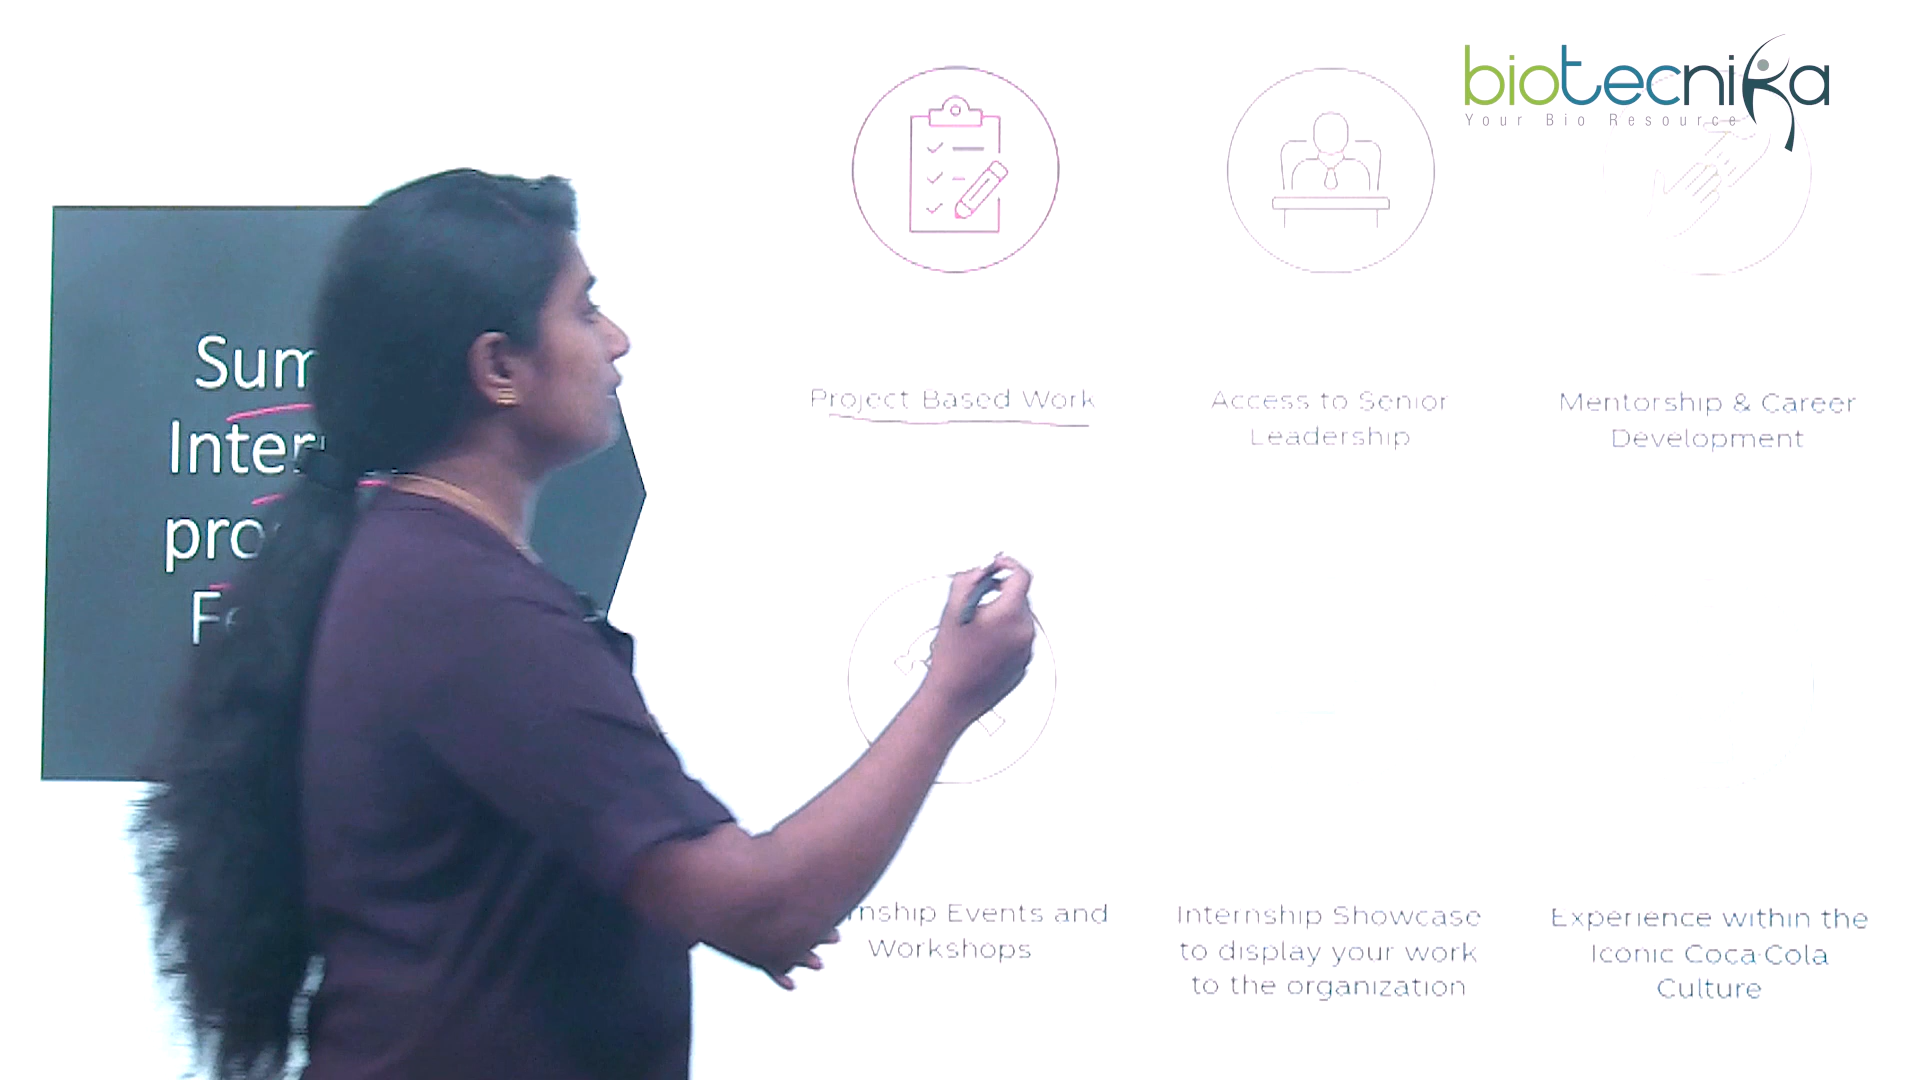 biotecnika
Your Bio Resource
Sum
Inter
pro
F
Project Based Work
Access to Senior
Leadership
Mentorship & Career
Development
rnship Events and
Workshops
Internship Showcase
to display your work
to the organization
Experience within the
Iconic Coca-Cola
Culture